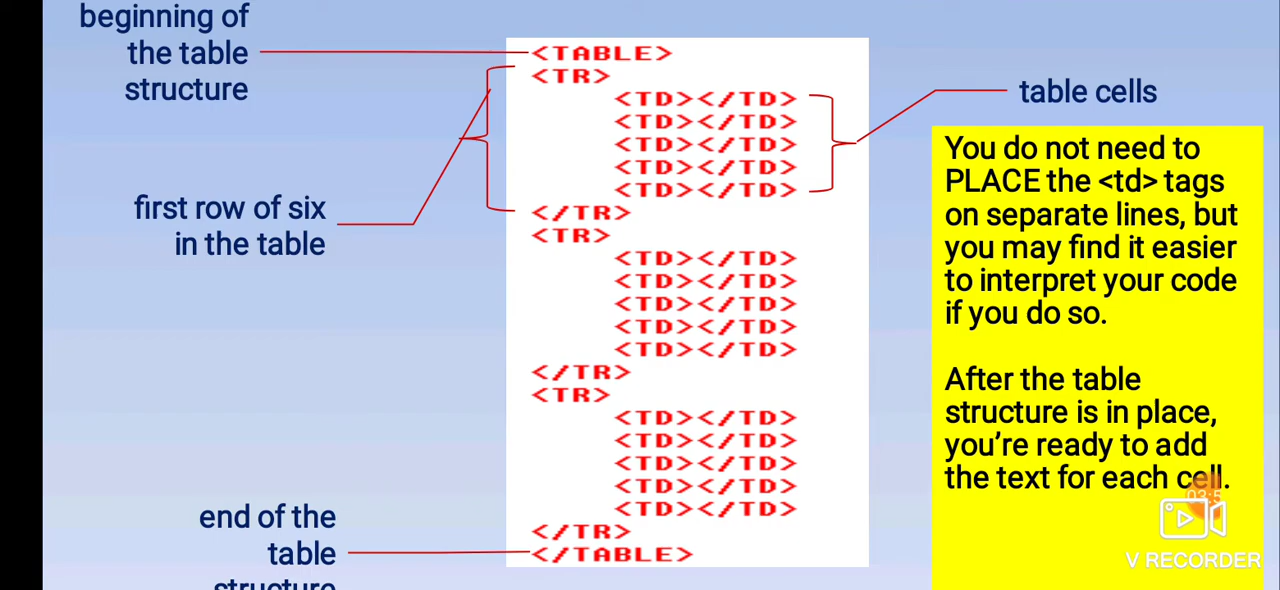 beginning of
the table
structure
first row of six
in the table
end of the
table
structure
<TABLE>
<TR>
<TD></TD>
<TD></TD>
<TD></TD>
<TD></TD>
<TD></TD>
</TR>
<TR>
<TD></TD>
<TD></TD>
<TD></TD>
<TD></TD>
<TD></TD>
</TR>
<TR>
<TD></TD>
<TD></TD>
<TD></TD>
<TD></TD>
<TD></TD>
</TR>
</TABLE>
table cells
You do not need to
PLACE the <td> tags
on separate lines, but
you may find it easier
to interpret your code
if you do so.
After the table
structure is in place,
you’re ready to add
the text for each cell.
V RECORDER